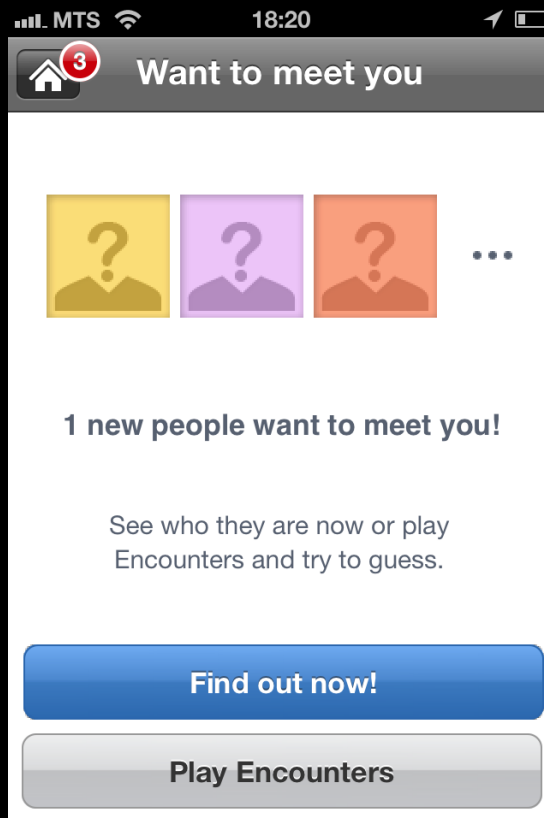 MTS 18:20
3 Want to meet you
? ? ? ...
1 new people want to meet you!
See who they are now or play
Encounters and try to guess.
Find out now!
Play Encounters